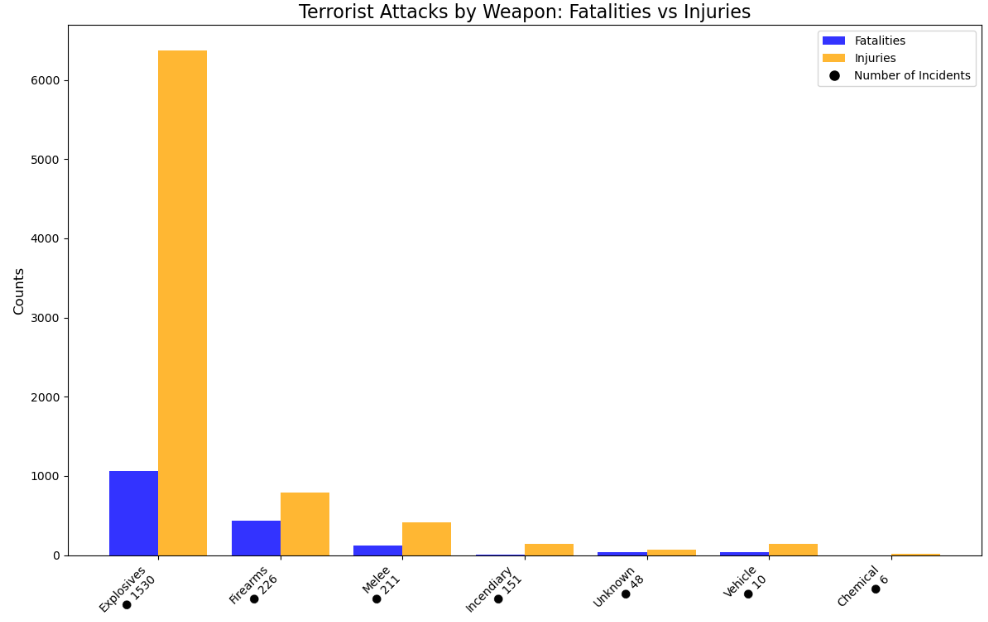 Terrorist Attacks by Weapon: Fatalities vs Injuries
Fatalities
Injuries
Number of Incidents
Counts
6000
5000
4000
3000
2000
1000
0
Explosives
● 1530
Firearms
● 226
Melee
● 211
Incendiary
● 151
Unknown
● 48
Vehicle
● 10
Chemical
● 6